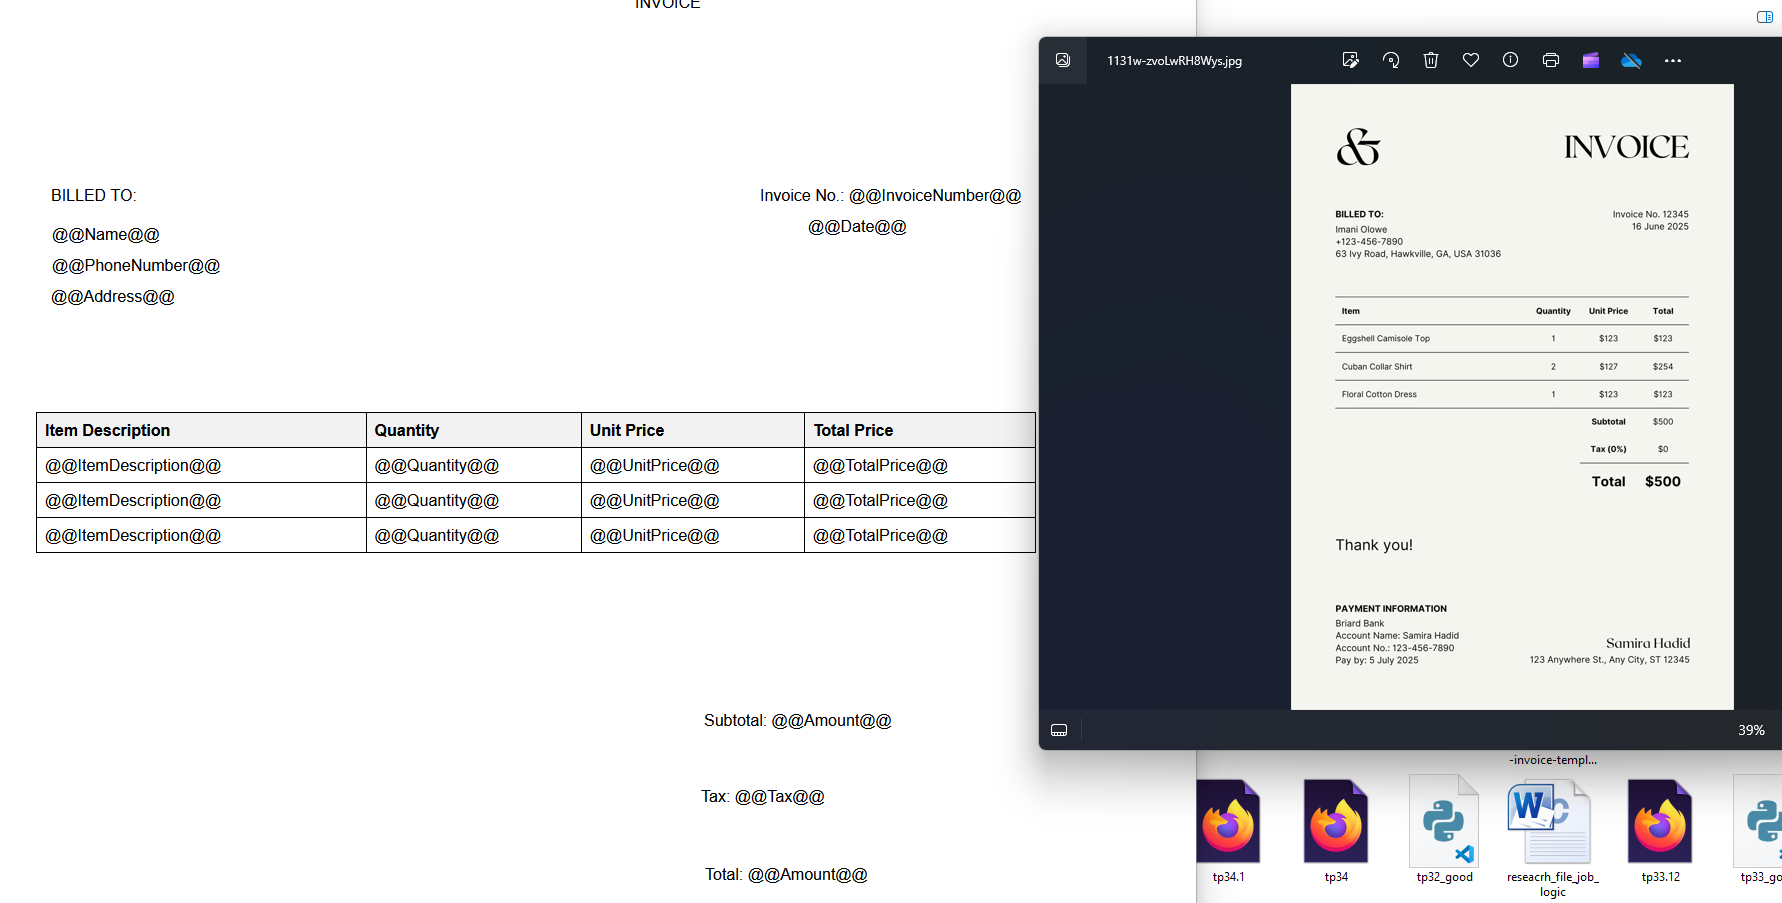 INVOICE
BILLED TO:
Invoice No.: @@InvoiceNumber@@
@@Date@@
@@Name@@
@@PhoneNumber@@
@@Address@@
Item Description Quantity Unit Price Total Price
@@ItemDescription@@ @@Quantity@@ @@UnitPrice@@ @@TotalPrice@@
@@ItemDescription@@ @@Quantity@@ @@UnitPrice@@ @@TotalPrice@@
@@ItemDescription@@ @@Quantity@@ @@UnitPrice@@ @@TotalPrice@@
Subtotal: @@Amount@@
Tax: @@Tax@@
Total: @@Amount@@
1131w-zvoLwRH8Wys.jpg
&
INVOICE
BILLED TO:
Imani Olowe
+123-456-7890
63 Ivy Road, Hawkville, GA, USA 31036
Invoice No. 12345
16 June 2025
Item Quantity Unit Price Total
Eggshell Camisole Top 1 $123 $123
Cuban Collar Shirt 2 $127 $254
Floral Cotton Dress 1 $123 $123
Subtotal $500
Tax (0%) $0
Total $500
Thank you!
PAYMENT INFORMATION
Briard Bank
Account Name: Samira Hadid
Account No.: 123-456-7890
Pay by: 5 July 2025
Samira Hadid
123 Anywhere St., Any City, ST 12345
39%
-invoice-templ...
tp34.1
tp34
tp32_good
reseacrh_file_job_
logic
tp33.12
tp33_go